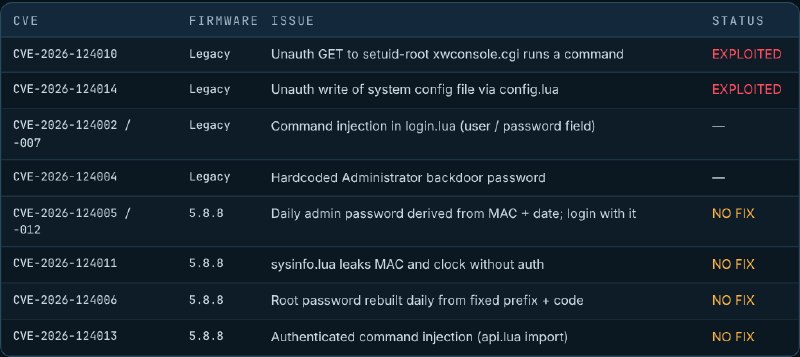 CVE FIRMWARE ISSUE STATUS
CVE-2026-124010 Legacy Unauth GET to setuid-root xwconsole.cgi runs a command EXPLOITED
CVE-2026-124014 Legacy Unauth write of system config file via config.lua EXPLOITED
CVE-2026-124002 / Legacy Command injection in login.lua (user / password field) —
-007
CVE-2026-124004 Legacy Hardcoded Administrator backdoor password —
CVE-2026-124005 / 5.8.8 Daily admin password derived from MAC + date; login with it NO FIX
-012
CVE-2026-124011 5.8.8 sysinfo.lua leaks MAC and clock without auth NO FIX
CVE-2026-124006 5.8.8 Root password rebuilt daily from fixed prefix + code NO FIX
CVE-2026-124013 5.8.8 Authenticated command injection (api.lua import) NO FIX